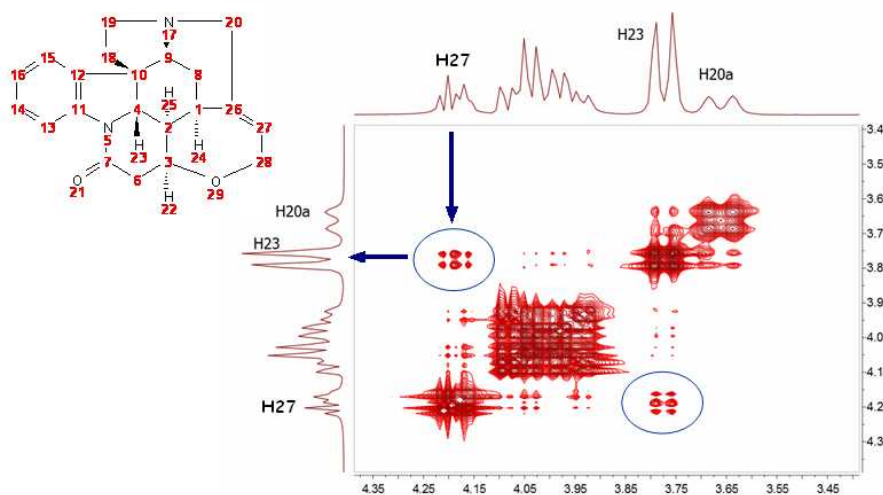 19 N 20
17
18 9
15 8
16 12 10 H
25
14 11 4 1 26
13 N 2 27
5 H H
7 23 3 24 28
O 6 O
21 H 29
22
H27
H23
H20a
H20a
H23
H27
3.4
3.5
3.6
3.7
3.8
3.9
4.0
4.1
4.2
4.3
4.35 4.25 4.15 4.05 3.95 3.85 3.75 3.65 3.55 3.45